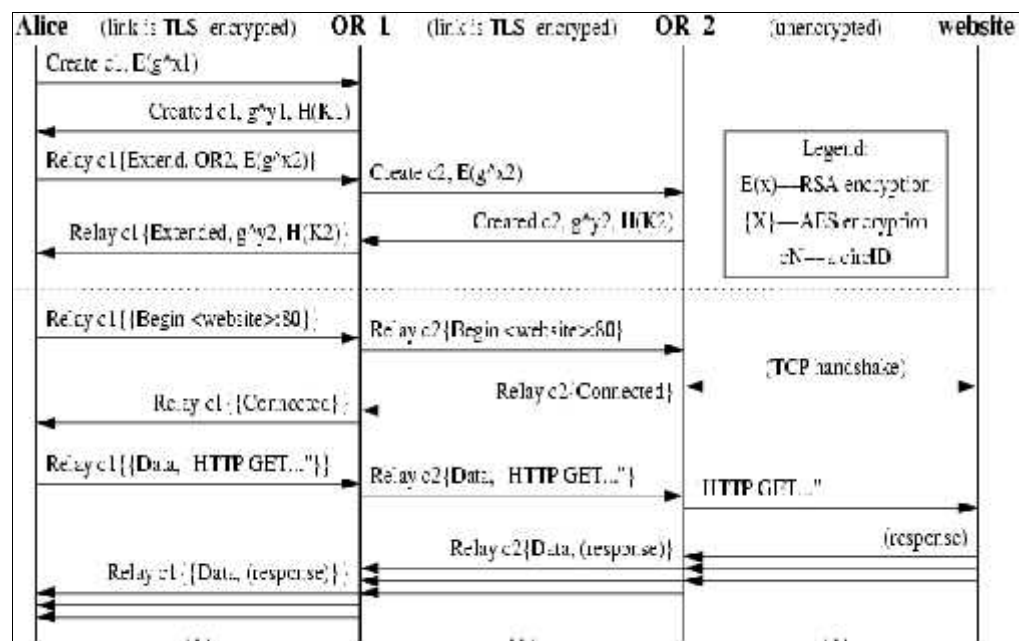 Alice (link is TLS-encrypted) OR 1 (link is TLS-encryped) OR 2 (unencrypted) website
Create c1, E(g^x1)
Created c1, g^y1, H(K1)
Relay c1{Extend, OR2, E(g^x2)}
Create c2, E(g^x2)
Created c2, g^y2, H(K2)
Relay c1{Extended, g^y2, H(K2)}
Legend:
E(x)—RSA encryption
{X}—AES encryption
cN—a circID
Relay c1{{Begin <website>:80}}
Relay c2{Begin <website>:80}
(TCP handshake)
Relay c2{Connected}
Relay c1{{Connected}}
Relay c1{{Data, "HTTP GET..."}}
Relay c2{Data, "HTTP GET..."}
"HTTP GET..."
(response)
Relay c2{Data, (response)}
Relay c1{{Data, (response)}}